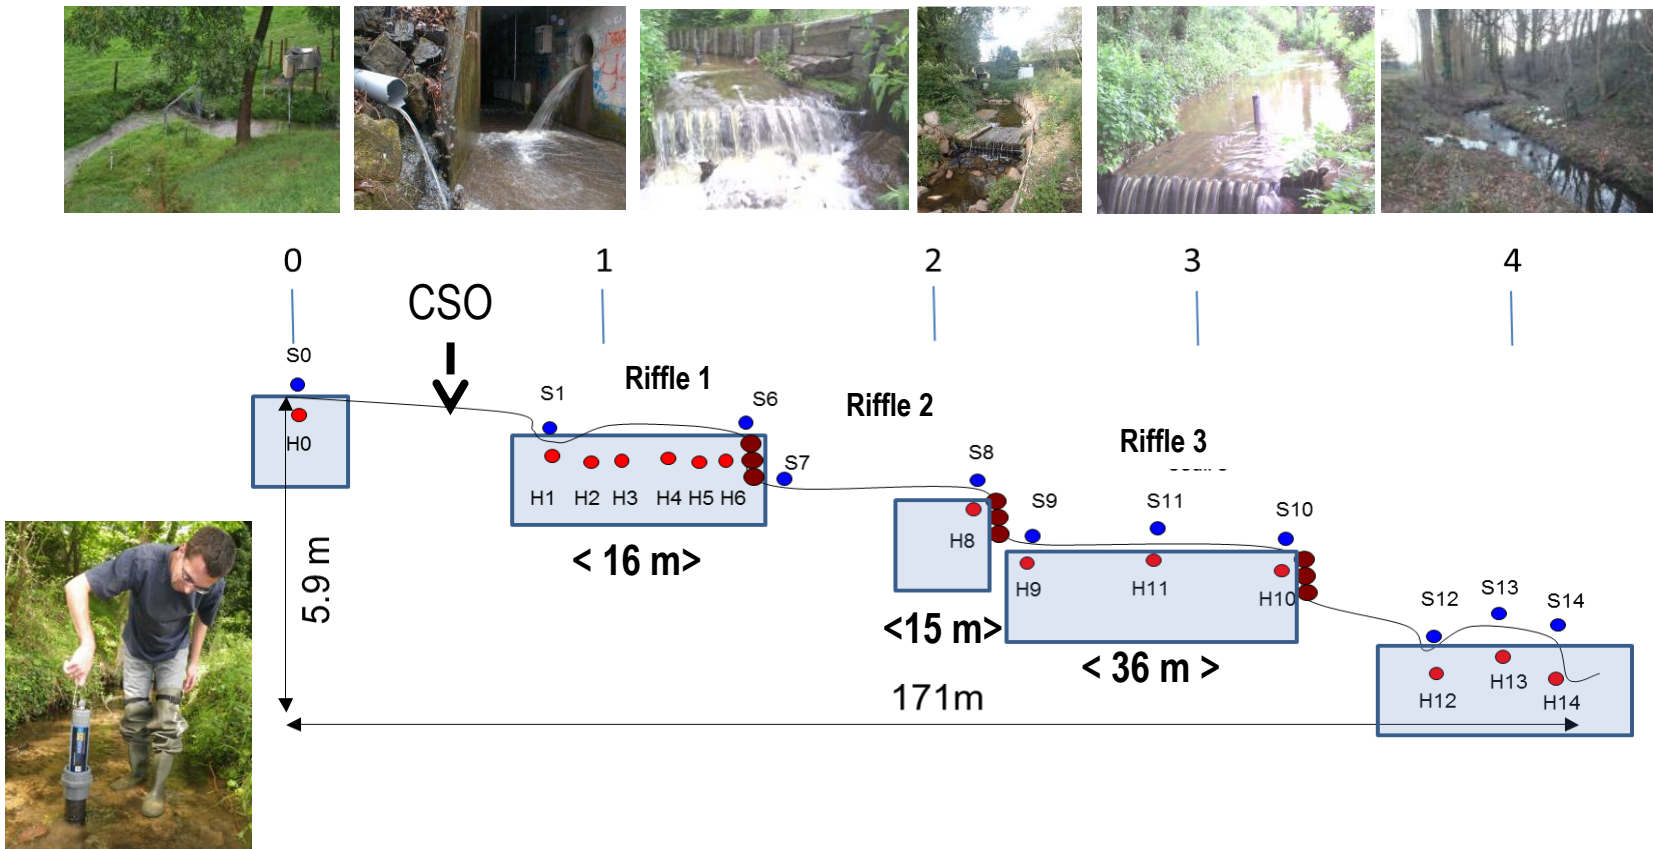 0 1 2 3 4
CSO
S0
H0
S1
Riffle 1
S6
H1 H2 H3 H4 H5 H6
< 16 m>
Riffle 2
S7
S8
H8
<15 m>
Riffle 3
S9 S11 S10
H9 H11 H10
< 36 m >
S12 S13 S14
H12 H13 H14
5.9 m
171m